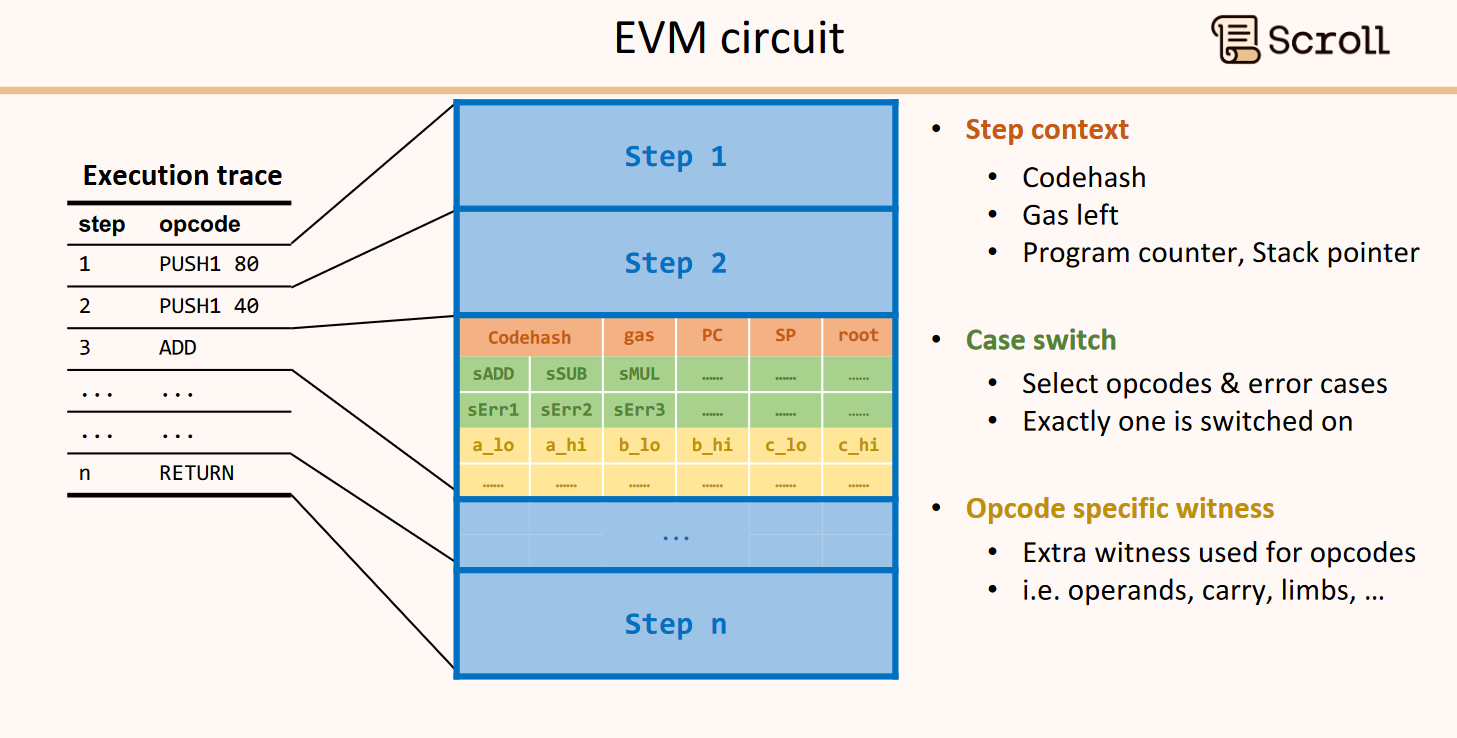 EVM circuit
Scroll
Execution trace
step opcode
1 PUSH1 80
2 PUSH1 40
3 ADD
... ...
... ...
n RETURN
Step 1
Step 2
Codehash gas PC SP root
sADD sSUB sMUL …… …… ……
sErr1 sErr2 sErr3 …… …… ……
a_lo a_hi b_lo b_hi c_lo c_hi
…… …… …… …… …… ……
...
Step n
• Step context
• Codehash
• Gas left
• Program counter, Stack pointer
• Case switch
• Select opcodes & error cases
• Exactly one is switched on
• Opcode specific witness
• Extra witness used for opcodes
• i.e. operands, carry, limbs, …